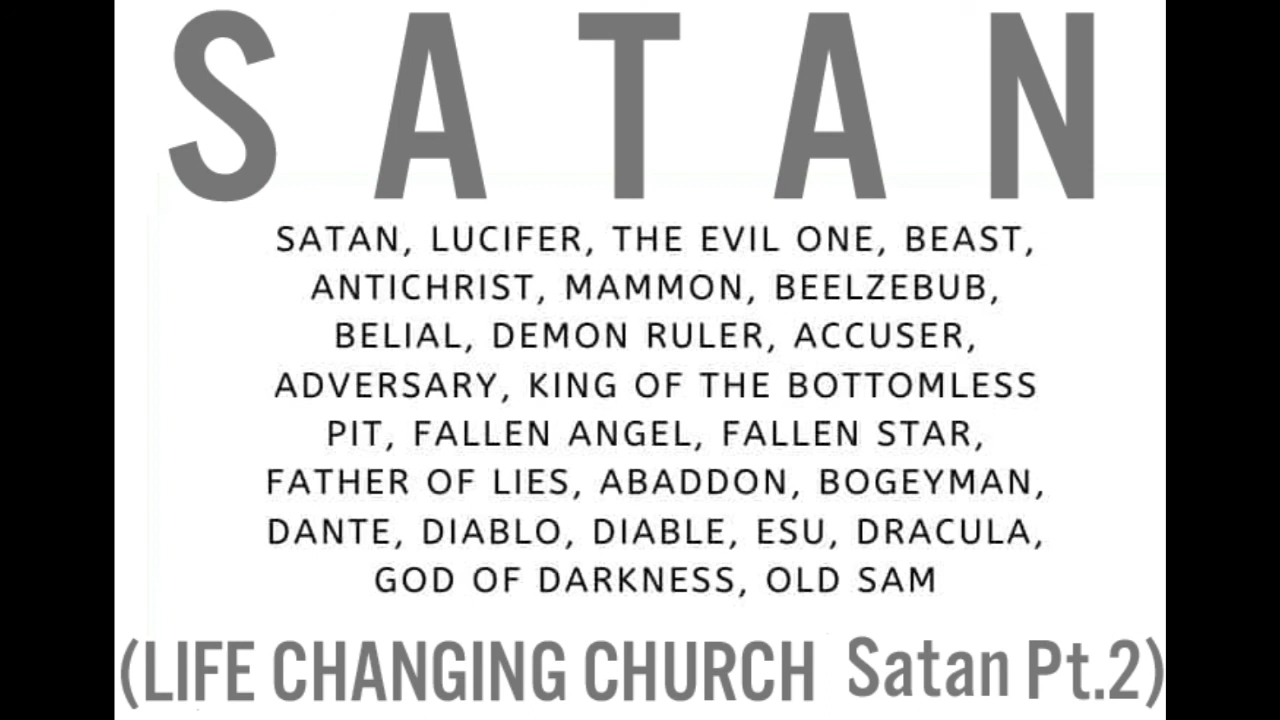 SATAN
SATAN, LUCIFER, THE EVIL ONE, BEAST,
ANTICHRIST, MAMMON, BEELZEBUB,
BELIAL, DEMON RULER, ACCUSER,
ADVERSARY, KING OF THE BOTTOMLESS
PIT, FALLEN ANGEL, FALLEN STAR,
FATHER OF LIES, ABADDON, BOGEYMAN,
DANTE, DIABLO, DIABLE, ESU, DRACULA,
GOD OF DARKNESS, OLD SAM
(LIFE CHANGING CHURCH Satan Pt.2)